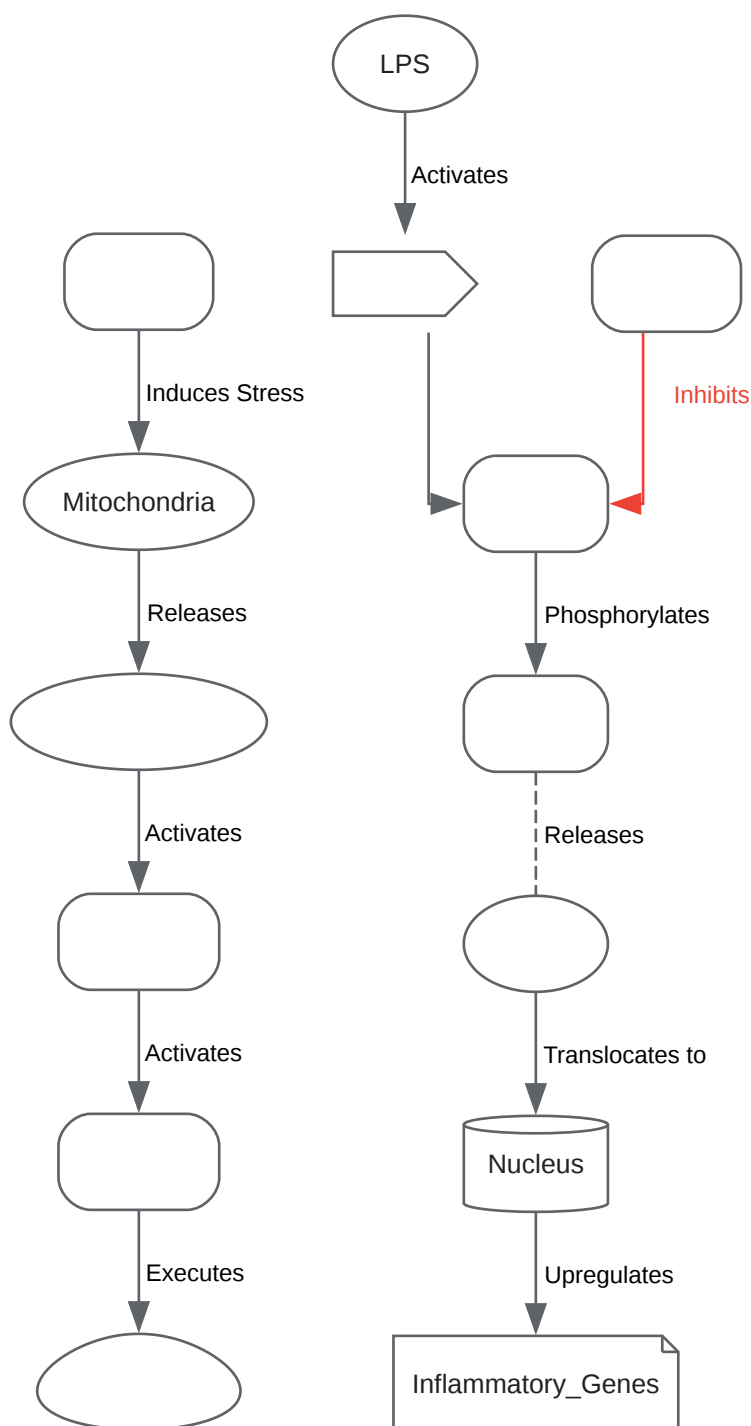 LPS
Activates
Induces Stress
Inhibits
Mitochondria
Releases
Phosphorylates
Activates
Releases
Activates
Translocates to
Nucleus
Executes
Upregulates
Inflammatory_Genes